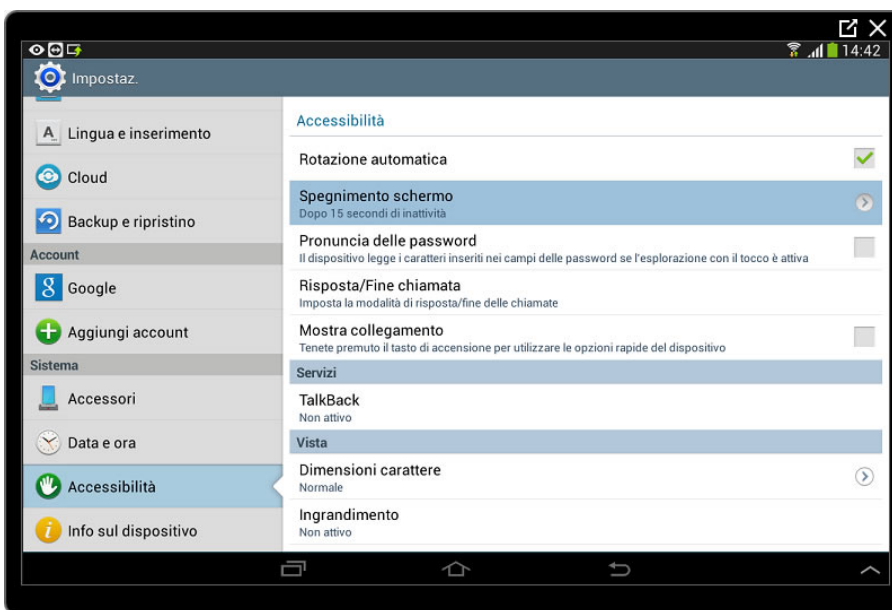 14:42
Impostaz.
Lingua e inserimento
Cloud
Backup e ripristino
Account
Google
Aggiungi account
Sistema
Accessori
Data e ora
Accessibilità
Info sul dispositivo
Accessibilità
Rotazione automatica
Spegnimento schermo
Dopo 15 secondi di inattività
Pronuncia delle password
Il dispositivo legge i caratteri inseriti nei campi delle password se l'esplorazione con il tocco è attiva
Risposta/Fine chiamata
Imposta la modalità di risposta/fine delle chiamate
Mostra collegamento
Tenete premuto il tasto di accensione per utilizzare le opzioni rapide del dispositivo
Servizi
TalkBack
Non attivo
Vista
Dimensioni carattere
Normale
Ingrandimento
Non attivo